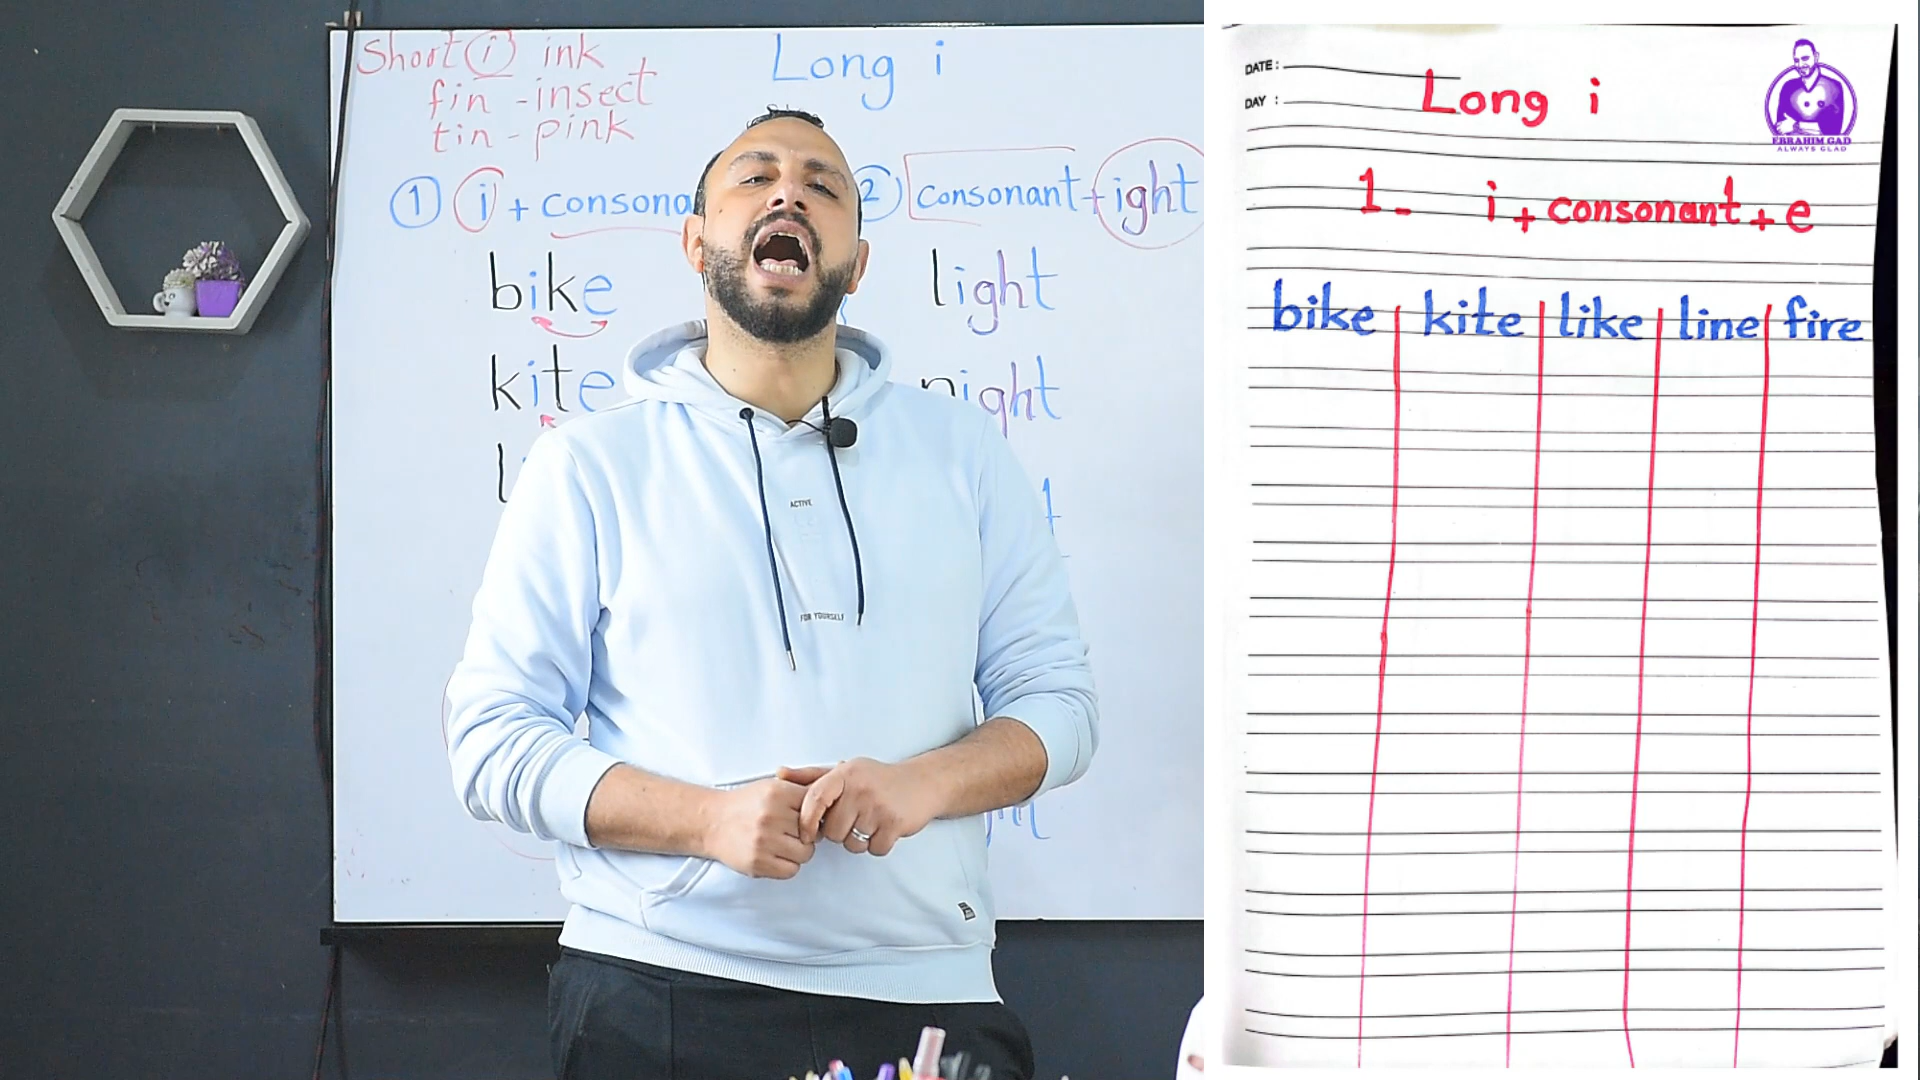 Short i ink
fin - insect
tin - pink
Long i
1 i + consona
2 consonant + ight
bike
light
kite
night
ACTIVE
FOR YOURSELF
DATE:
DAY :
Long i
EBRAHIM GAD
ALWAYS GLAD
1- i + consonant + e
bike kite like line fire